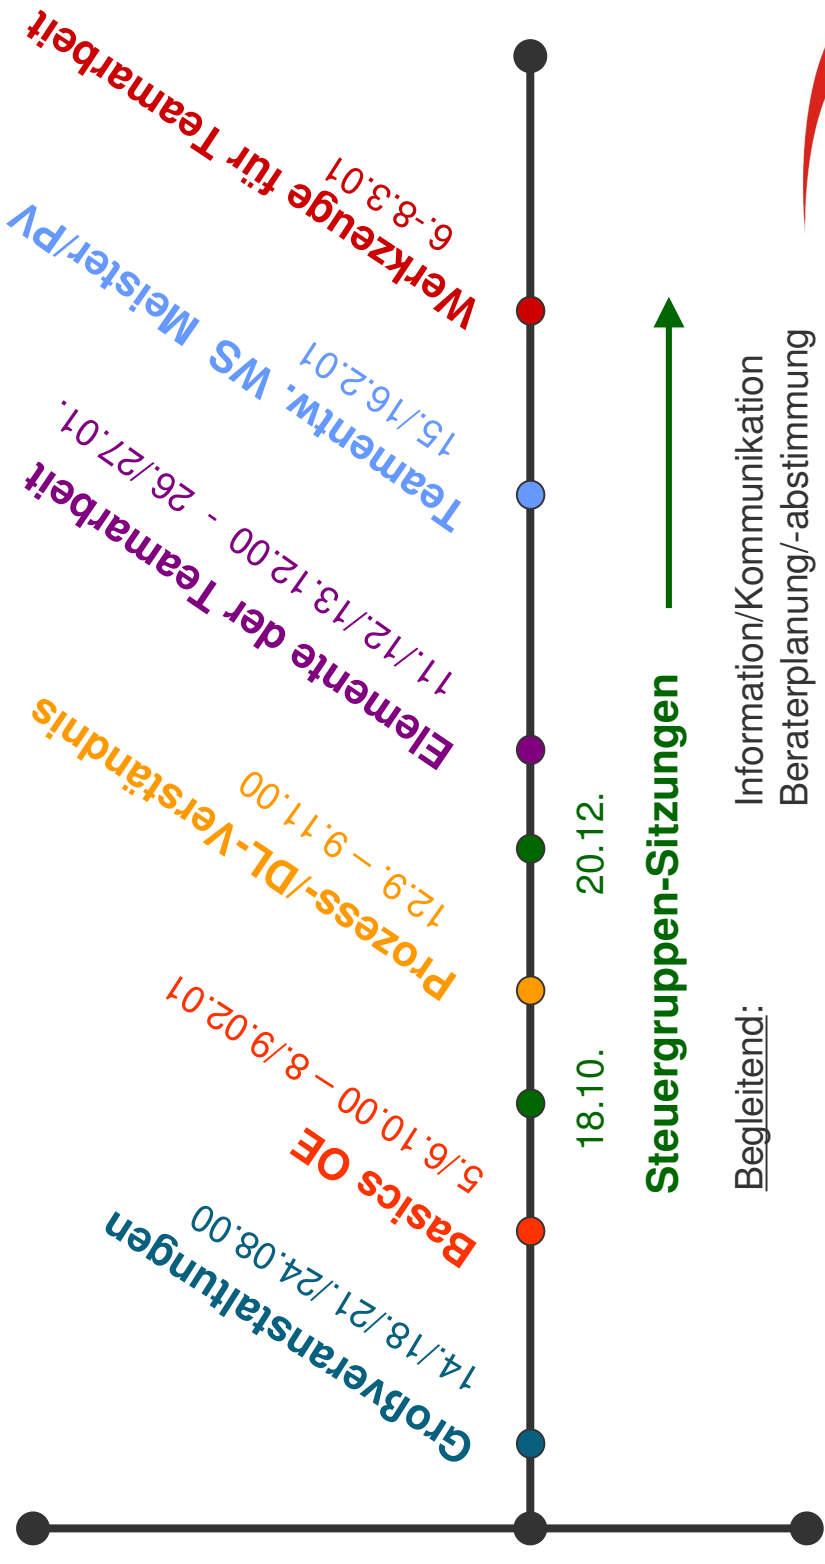 Großveranstaltungen
14./18./21./24.08.00
Basics OE
5./6.10.00 – 8./9.02.01
Prozess-/DL-Verständnis
12.9. – 9.11.00
Elemente der Teamarbeit
11./12./13.12.00 - 26./27.01.
Teamentw. WS Meister/PV
15./16.2.01
Werkzeuge für Teamarbeit
6.-8.3.01
18.10.
20.12.
Steuergruppen-Sitzungen
Begleitend:
Information/Kommunikation
Beraterplanung/-abstimmung